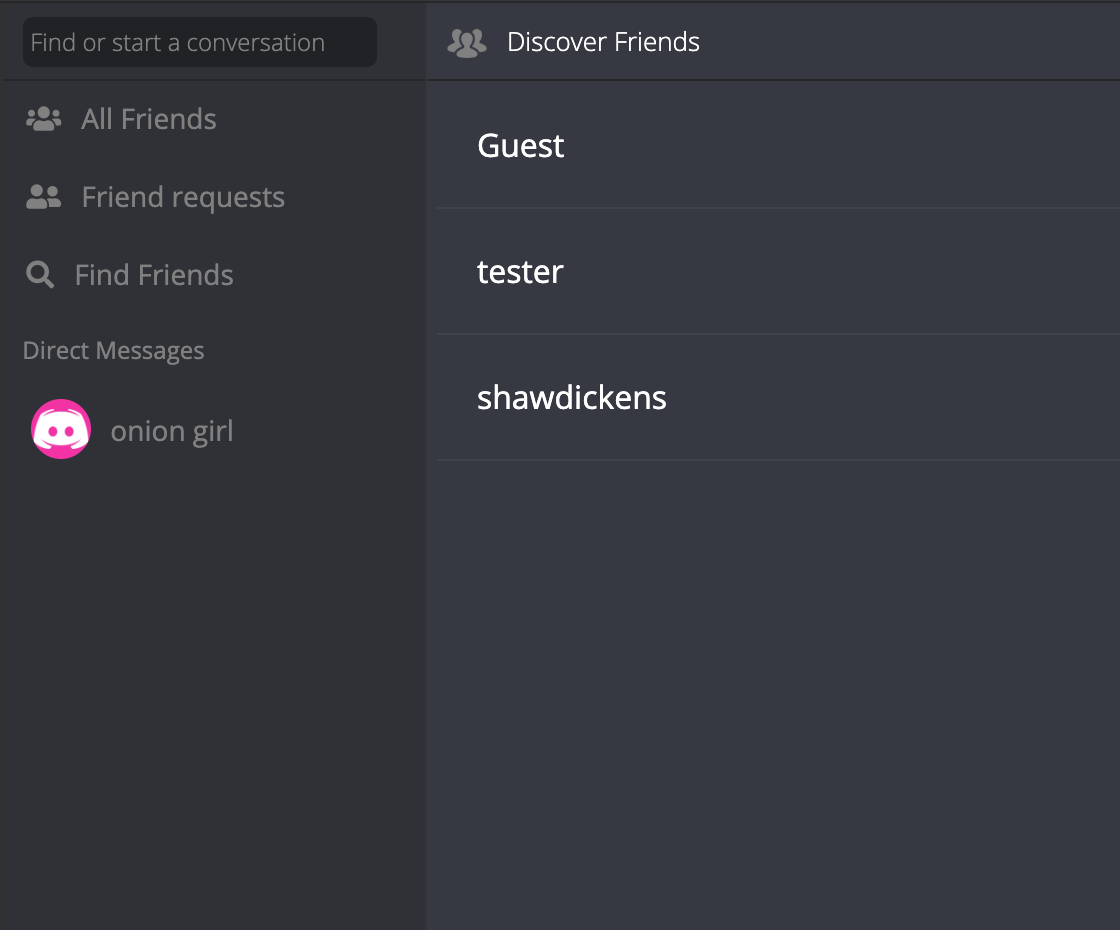 Find or start a conversation
All Friends
Friend requests
Find Friends
Direct Messages
onion girl
Discover Friends
Guest
tester
shawdickens